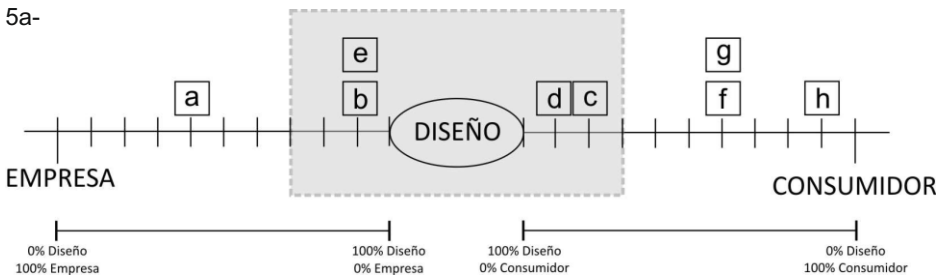 5a-
e
g
a
b
d
c
f
h
DISEÑO
EMPRESA
CONSUMIDOR
0% Diseño
100% Empresa
100% Diseño
0% Empresa
100% Diseño
0% Consumidor
0% Diseño
100% Consumidor